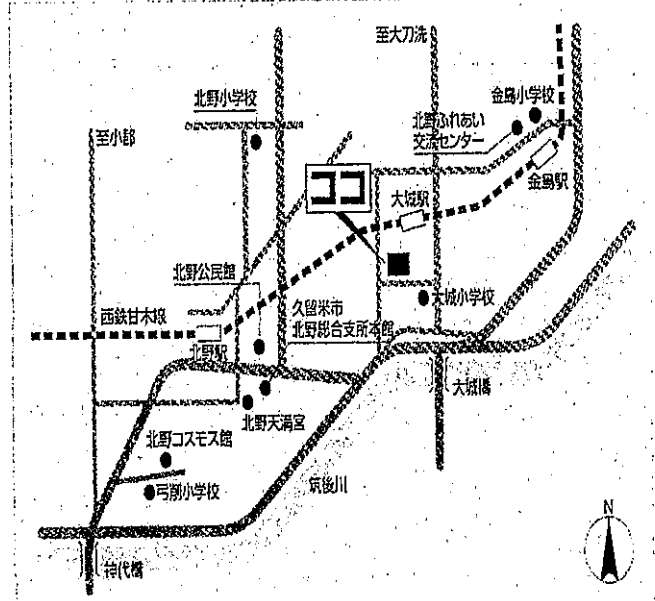 至大刀洗
金島小学校
北野小学校
北野ふれあい
交流センター
至小郡
金島駅
ココ
大城駅
北野公民館
大城小学校
西鉄甘木線
久留米市
北野総合支所本館
北野駅
大城橋
北野天満宮
北野コスモス館
弓削小学校
筑後川
N
神代橋